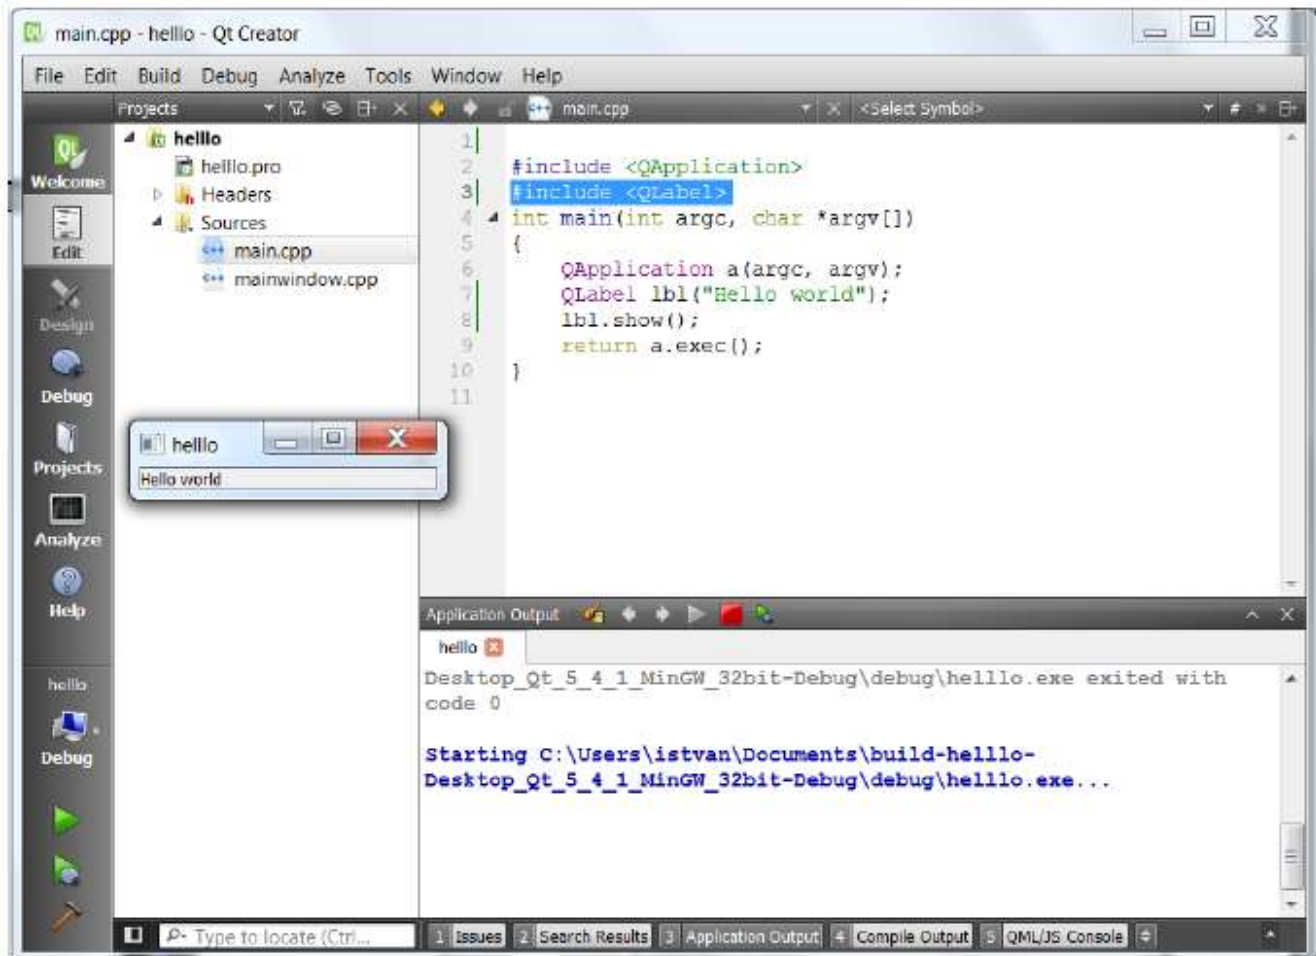 main.cpp - helllo - Qt Creator
File Edit Build Debug Analyze Tools Window Help
Projects
main.cpp
<Select Symbol>
Welcome
Edit
Design
Debug
Projects
Analyze
Help
helllo
Debug
helllo
helllo.pro
Headers
Sources
main.cpp
mainwindow.cpp
1
2 #include <QApplication>
3 #include <QLabel>
4 int main(int argc, char *argv[])
5 {
6 QApplication a(argc, argv);
7 QLabel lbl("Hello world");
8 lbl.show();
9 return a.exec();
10 }
11
helllo
Hello world
Application Output
helllo
Desktop_Qt_5_4_1_MinGW_32bit-Debug\debug\helllo.exe exited with
code 0
Starting C:\Users\istvan\Documents\build-helllo-
Desktop_Qt_5_4_1_MinGW_32bit-Debug\debug\helllo.exe...
Type to locate (Ctrl...
1 Issues 2 Search Results 3 Application Output 4 Compile Output 5 QML/JS Console